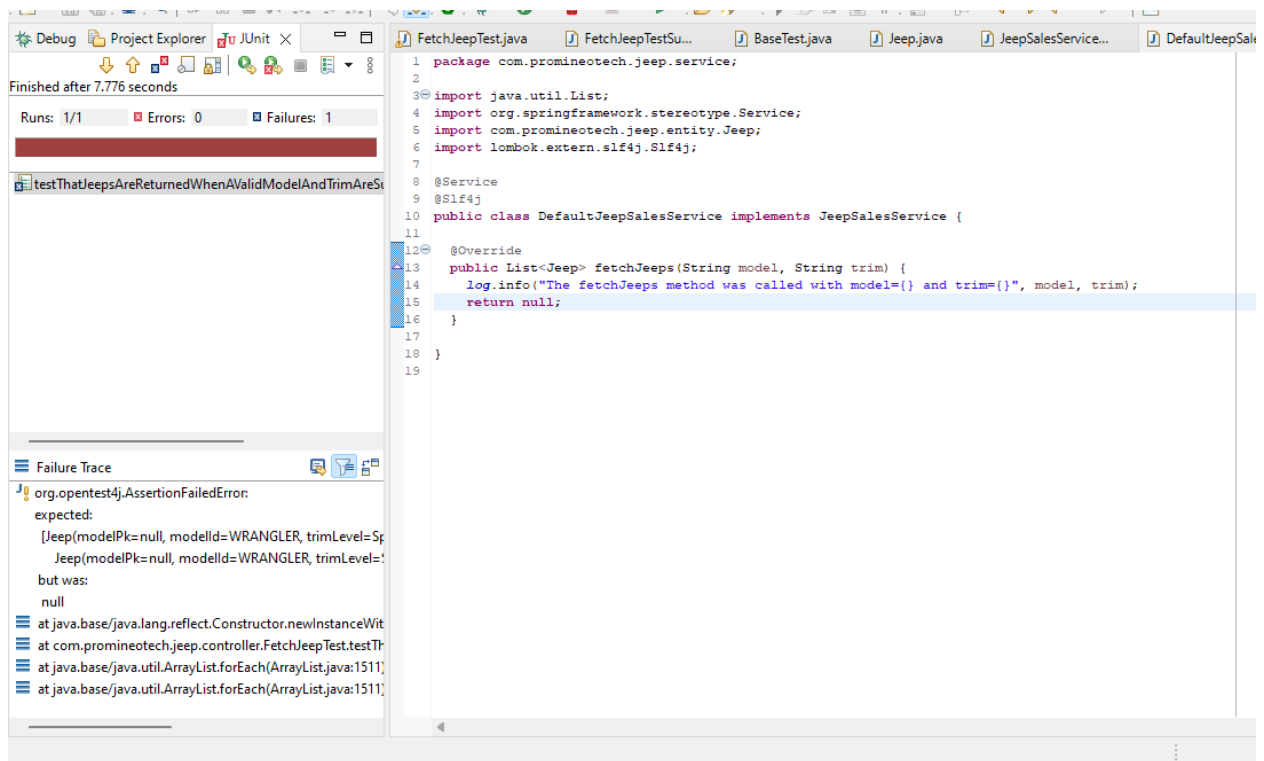 Debug Project Explorer JUnit
FetchJeepTest.java FetchJeepTestSu... BaseTest.java Jeep.java JeepSalesService... DefaultJeepSale
Finished after 7.776 seconds
Runs: 1/1 Errors: 0 Failures: 1
testThatJeepsAreReturnedWhenAValidModelAndTrimAreSu
Failure Trace
org.opentest4j.AssertionFailedError:
expected:
[Jeep(modelPk=null, modelId=WRANGLER, trimLevel=Sp
Jeep(modelPk=null, modelId=WRANGLER, trimLevel=S
but was:
null
at java.base/java.lang.reflect.Constructor.newInstanceWit
at com.promineotech.jeep.controller.FetchJeepTest.testTh
at java.base/java.util.ArrayList.forEach(ArrayList.java:1511)
at java.base/java.util.ArrayList.forEach(ArrayList.java:1511)
1 package com.promineotech.jeep.service;
2
3 import java.util.List;
4 import org.springframework.stereotype.Service;
5 import com.promineotech.jeep.entity.Jeep;
6 import lombok.extern.slf4j.Slf4j;
7
8 @Service
9 @Slf4j
10 public class DefaultJeepSalesService implements JeepSalesService {
11
12 @Override
13 public List<Jeep> fetchJeeps(String model, String trim) {
14 log.info("The fetchJeeps method was called with model={} and trim={}", model, trim);
15 return null;
16 }
17
18 }
19